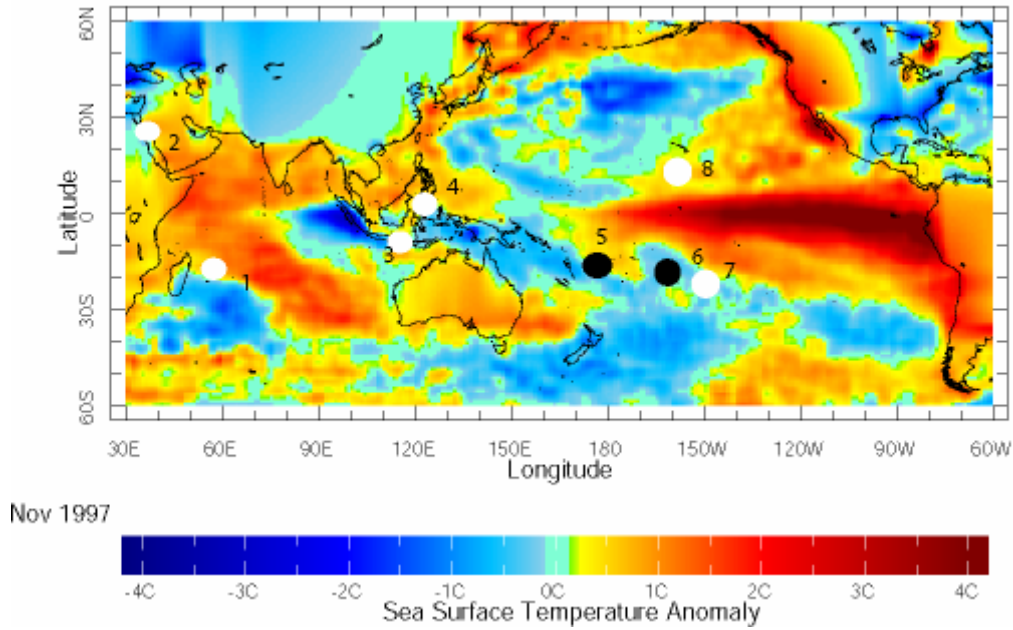 60N
30N
0
30S
60S
Latitude
2
4
8
3
5
6
7
1
30E 60E 90E 120E 150E 180 150W 120W 90W 60W
Longitude
Nov 1997
-4C -3C -2C -1C 0C 1C 2C 3C 4C
Sea Surface Temperature Anomaly